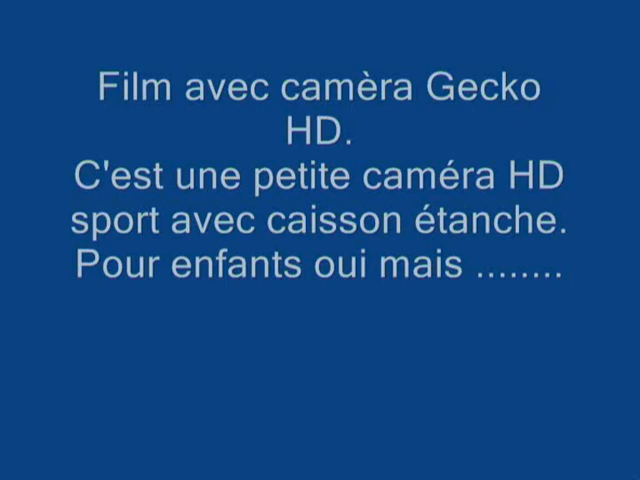 Film avec camèra Gecko
HD.
C'est une petite caméra HD
sport avec caisson étanche.
Pour enfants oui mais ........